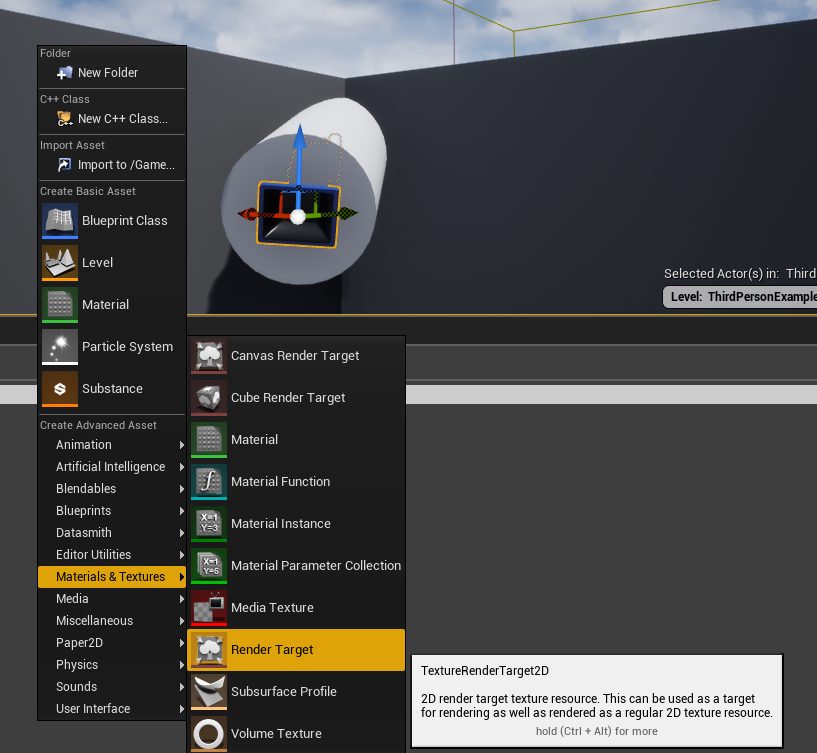 Folder
New Folder
C++ Class
C++
New C++ Class...
Import Asset
Import to /Game...
Create Basic Asset
Blueprint Class
Level
Material
Particle System
Substance
Create Advanced Asset
Animation
Artificial Intelligence
Blendables
Blueprints
Datasmith
Editor Utilities
Materials & Textures
Media
Miscellaneous
Paper2D
Physics
Sounds
User Interface
Canvas Render Target
Cube Render Target
Material
f
Material Function
X=1
Y=3
Material Instance
X=1
Y=5
Material Parameter Collection
Media Texture
Render Target
Subsurface Profile
Volume Texture
Selected Actor(s) in: Third
Level: ThirdPersonExample
TextureRenderTarget2D
2D render target texture resource. This can be used as a target
for rendering as well as rendered as a regular 2D texture resource.
hold (Ctrl + Alt) for more